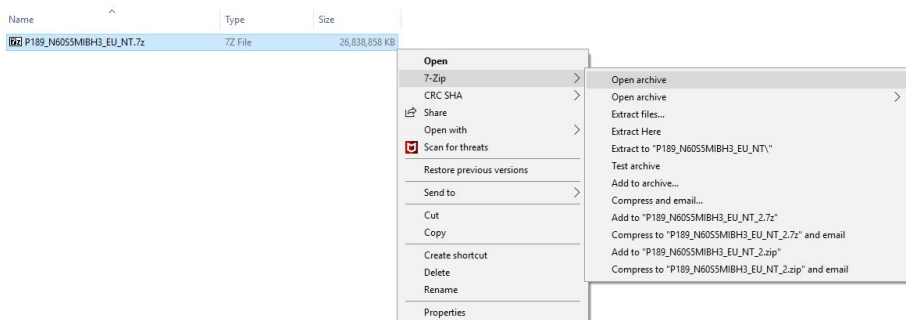 Name Type Size
P189_N60S5MIBH3_EU_NT.7z 7Z File 26,838,858 KB
Open
7-Zip
CRC SHA
Share
Open with
Scan for threats
Restore previous versions
Send to
Cut
Copy
Create shortcut
Delete
Rename
Properties
Open archive
Open archive
Extract files...
Extract Here
Extract to "P189_N60S5MIBH3_EU_NT\"
Test archive
Add to archive...
Compress and email...
Add to "P189_N60S5MIBH3_EU_NT_2.7z"
Compress to "P189_N60S5MIBH3_EU_NT_2.7z" and email
Add to "P189_N60S5MIBH3_EU_NT_2.zip"
Compress to "P189_N60S5MIBH3_EU_NT_2.zip" and email